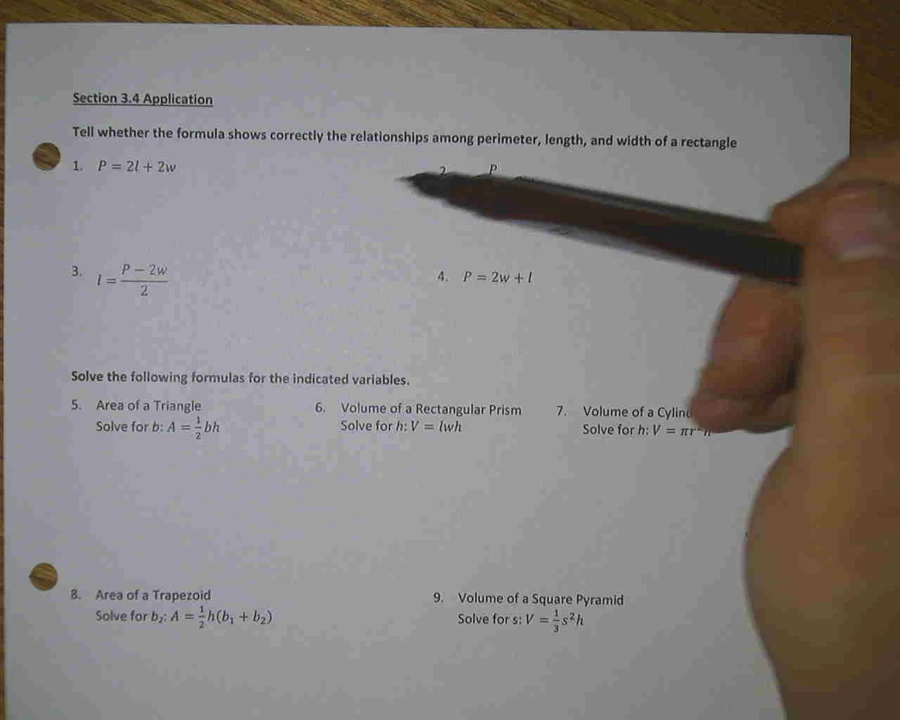 Section 3.4 Application
Tell whether the formula shows correctly the relationships among perimeter, length, and width of a rectangle
1. P = 2l + 2w
2. P
3. l = (P − 2w)/2
4. P = 2w + l
Solve the following formulas for the indicated variables.
5. Area of a Triangle
Solve for b: A = ½bh
6. Volume of a Rectangular Prism
Solve for h: V = lwh
7. Volume of a
Solve for h: V = πr
8. Area of a Trapezoid
Solve for b₂: A = ½h(b₁ + b₂)
9. Volume of a Square Pyramid
Solve for s: V = ⅓s²h